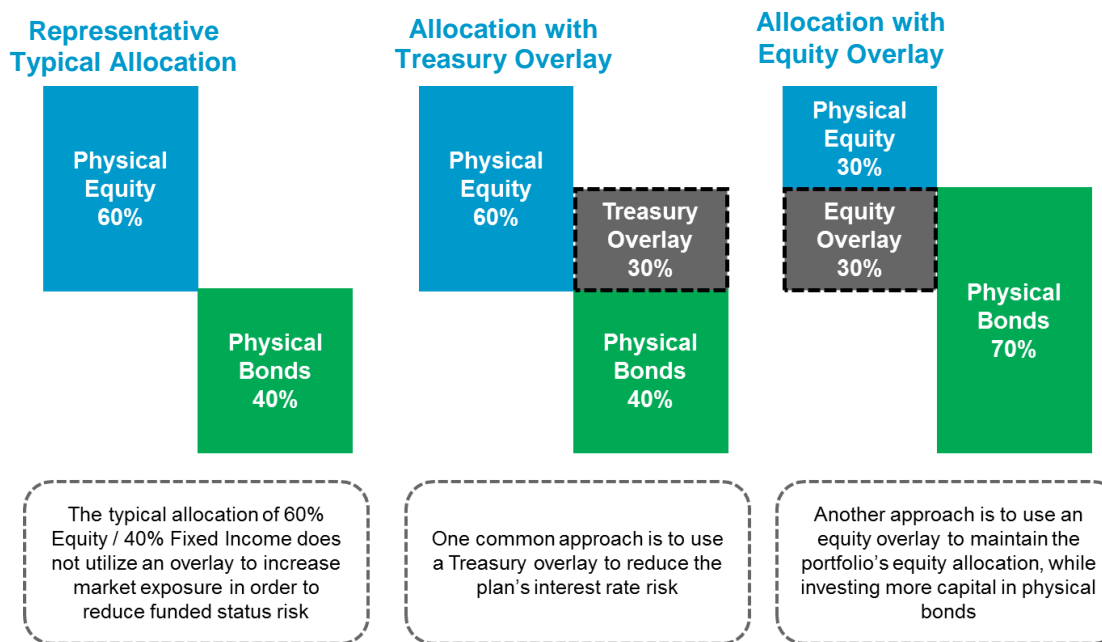 Representative
Typical Allocation
Physical
Equity
60%
Physical
Bonds
40%
The typical allocation of 60%
Equity / 40% Fixed Income does
not utilize an overlay to increase
market exposure in order to
reduce funded status risk
Allocation with
Treasury Overlay
Physical
Equity
60%
Treasury
Overlay
30%
Physical
Bonds
40%
One common approach is to use
a Treasury overlay to reduce the
plan's interest rate risk
Allocation with
Equity Overlay
Physical
Equity
30%
Equity
Overlay
30%
Physical
Bonds
70%
Another approach is to use an
equity overlay to maintain the
portfolio's equity allocation, while
investing more capital in physical
bonds